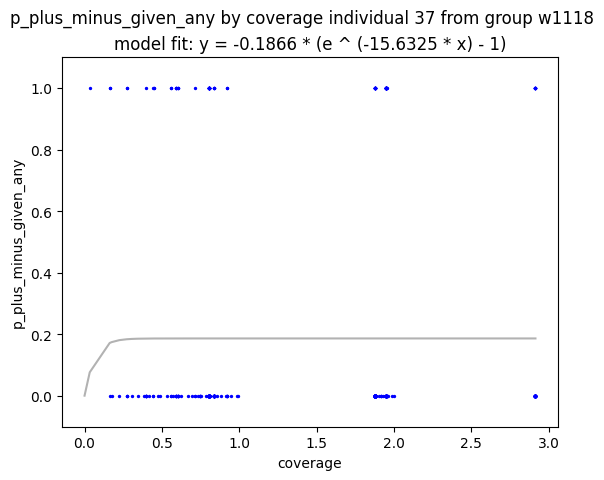 p_plus_minus_given_any by coverage individual 37 from group w1118
model fit: y = -0.1866 * (e ^ (-15.6325 * x) - 1)
p_plus_minus_given_any
1.0
0.8
0.6
0.4
0.2
0.0
0.0 0.5 1.0 1.5 2.0 2.5 3.0
coverage